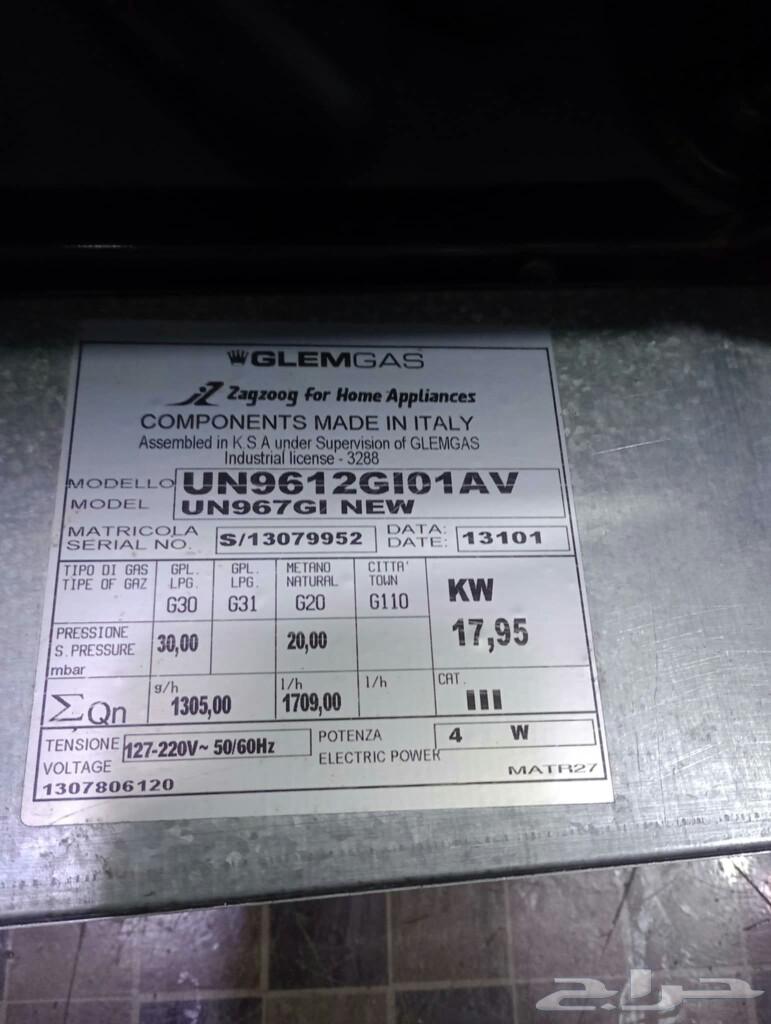 GLEMGAS
Zagzoog for Home Appliances
COMPONENTS MADE IN ITALY
Assembled in K.S.A under Supervision of GLEMGAS
Industrial license - 3288
MODELLO UN9612GI01AV
MODEL UN967GI NEW
MATRICOLA DATA:
SERIAL NO. S/13079952 DATE: 13101
TIPO DI GAS GPL. GPL. METANO CITTA'
TIPE OF GAZ LPG. LPG. NATURAL TOWN KW
G30 G31 G20 G110
PRESSIONE
S.PRESSURE 30,00 20,00 17,95
mbar
g/h l/h l/h CAT.
ΣQn 1305,00 1709,00 III
TENSIONE 127-220V~ 50/60Hz POTENZA 4 W
VOLTAGE ELECTRIC POWER
1307806120 MATR27
حراج